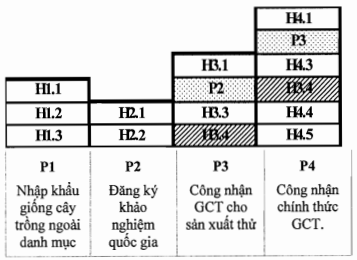 H4.1
P3
H3.1 H4.3
H1.1 P2 H3.4
H1.2 H2.1 H3.3 H4.4
H1.3 H2.2 H3.4 H4.5
P1 P2 P3 P4
Nhập khẩu Đăng ký Công nhận Công nhận
giống cây khảo GCT cho chính thức
trồng ngoài nghiệm sản xuất thử GCT.
danh mục quốc gia